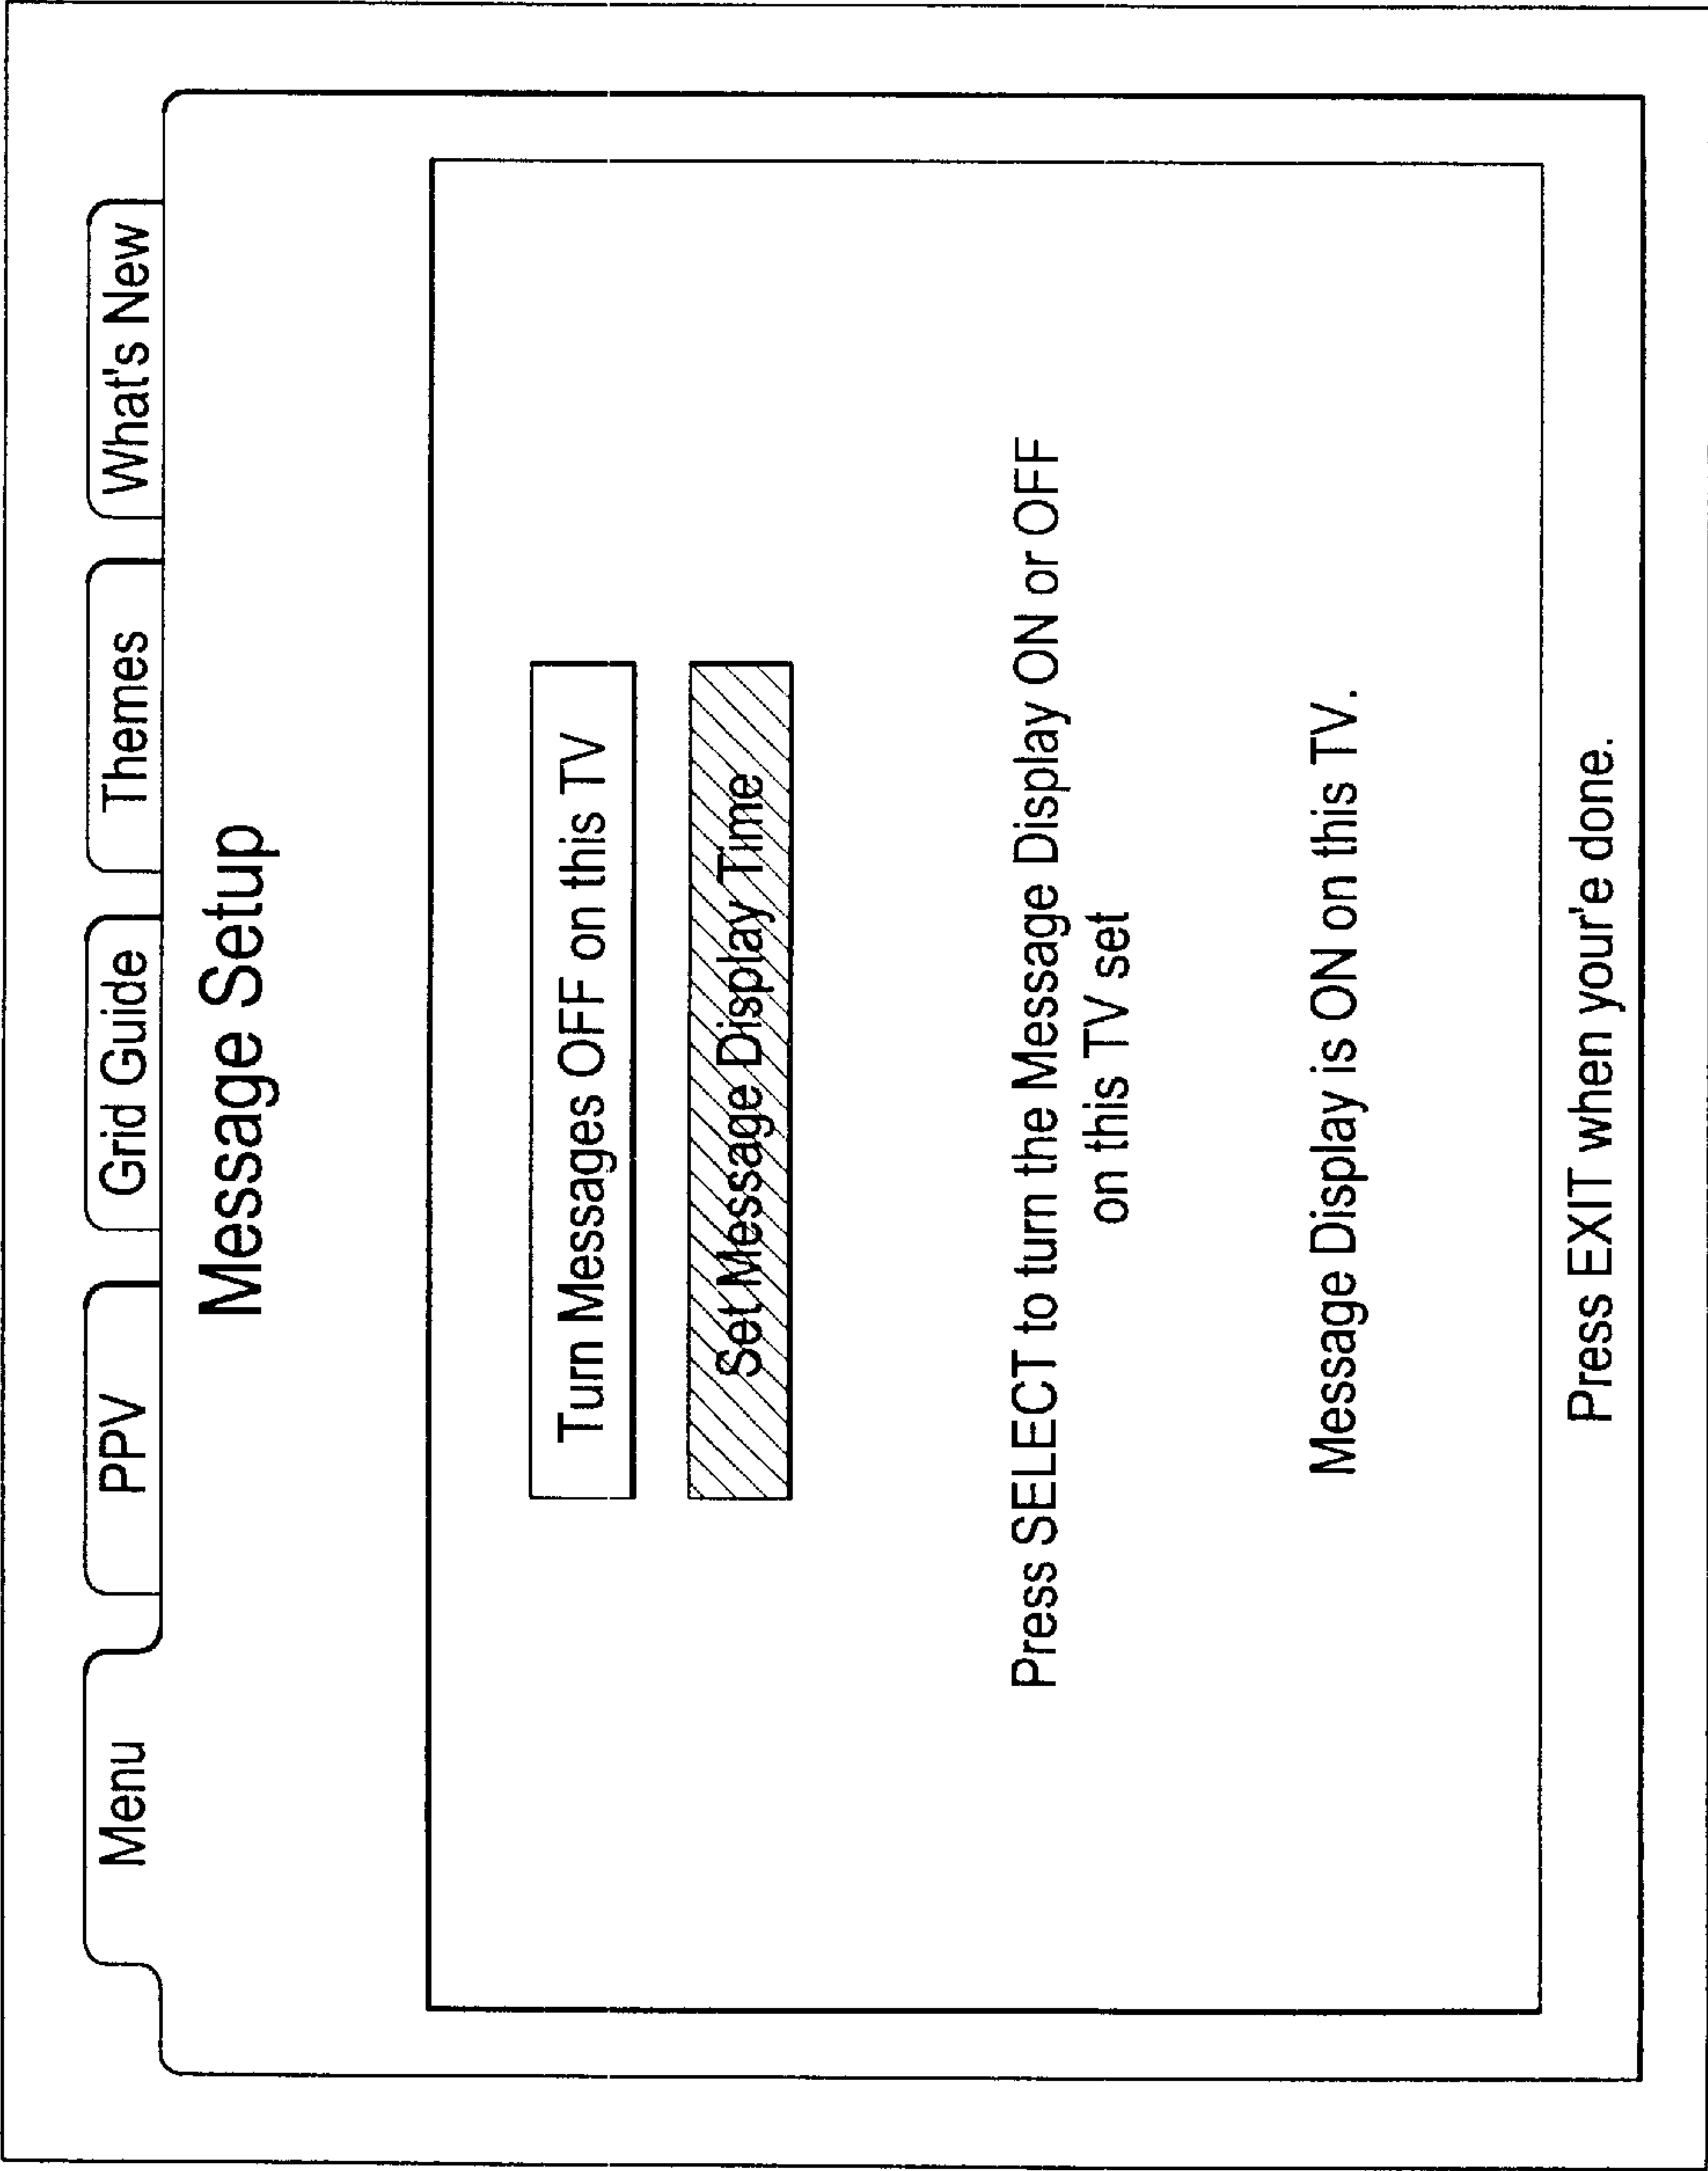 Menu
PPV
Grid Guide
Themes
What's New
Message Setup
Turn Messages OFF on this TV
Set Message Display Time
Press SELECT to turn the Message Display ON or OFF
on this TV set
Message Display is ON on this TV.
Press EXIT when your'e done.